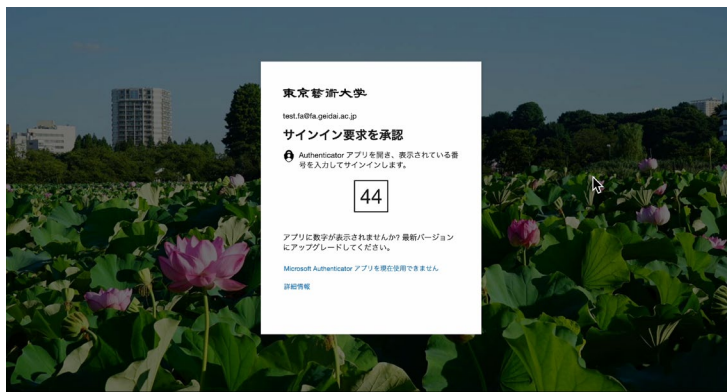 東京藝術大学
test.fa@fa.geidai.ac.jp
サインイン要求を承認
Authenticator アプリを開き、表示されている番
号を入力してサインインします。
44
アプリに数字が表示されませんか? 最新バージョン
にアップグレードしてください。
Microsoft Authenticator アプリを現在使用できません
詳細情報